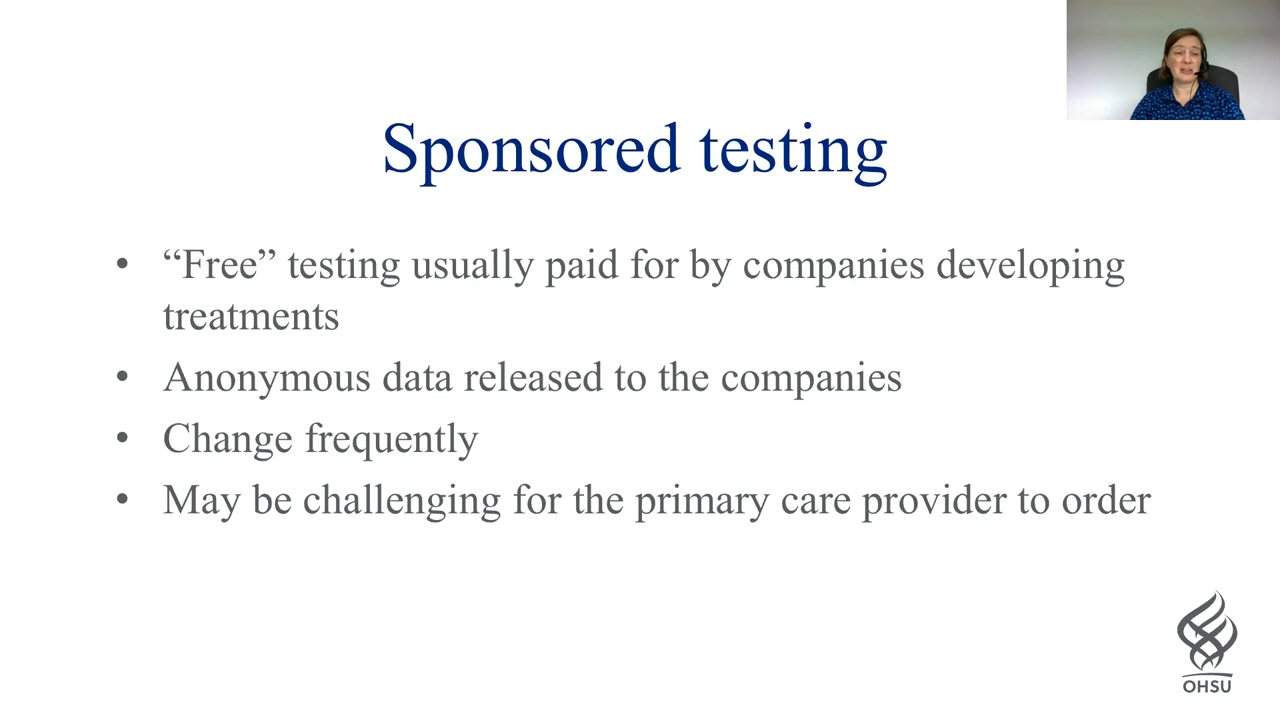 Sponsored testing
• “Free” testing usually paid for by companies developing
treatments
• Anonymous data released to the companies
• Change frequently
• May be challenging for the primary care provider to order
OHSU